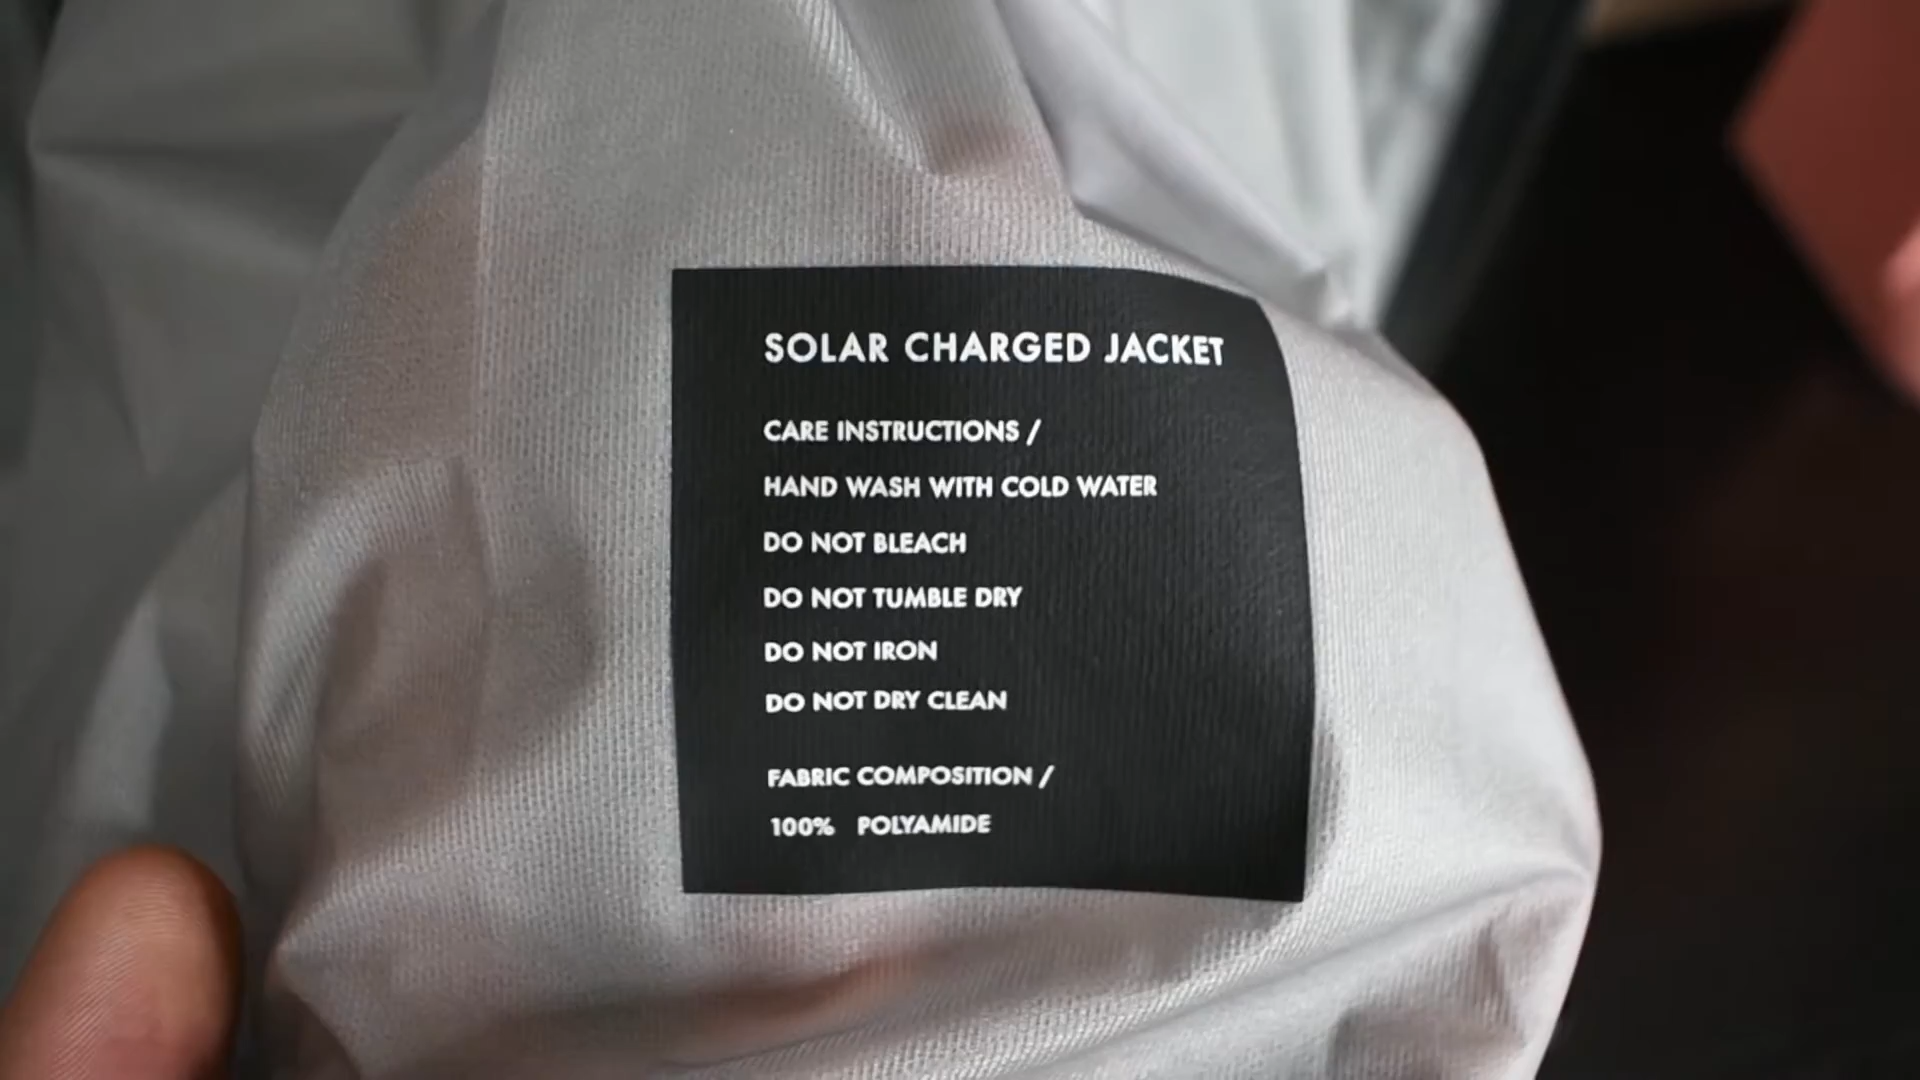 SOLAR CHARGED JACKET
CARE INSTRUCTIONS /
HAND WASH WITH COLD WATER
DO NOT BLEACH
DO NOT TUMBLE DRY
DO NOT IRON
DO NOT DRY CLEAN
FABRIC COMPOSITION /
100% POLYAMIDE